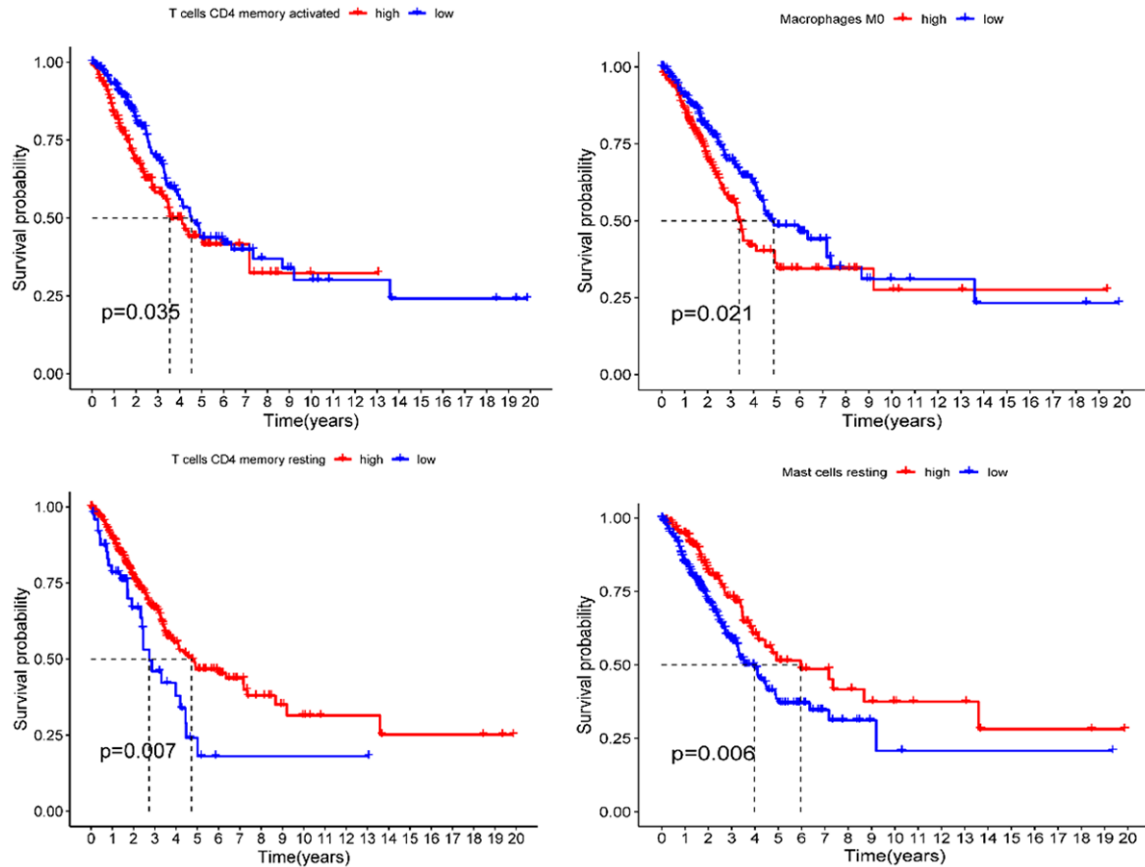 T cells CD4 memory activated high low
Survival probability
1.00
0.75
0.50
0.25
0.00
p=0.035
0 1 2 3 4 5 6 7 8 9 10 11 12 13 14 15 16 17 18 19 20
Time(years)
Macrophages M0 high low
Survival probability
1.00
0.75
0.50
0.25
0.00
p=0.021
0 1 2 3 4 5 6 7 8 9 10 11 12 13 14 15 16 17 18 19 20
Time(years)
T cells CD4 memory resting high low
Survival probability
1.00
0.75
0.50
0.25
0.00
p=0.007
0 1 2 3 4 5 6 7 8 9 10 11 12 13 14 15 16 17 18 19 20
Time(years)
Mast cells resting high low
Survival probability
1.00
0.75
0.50
0.25
0.00
p=0.006
0 1 2 3 4 5 6 7 8 9 10 11 12 13 14 15 16 17 18 19 20
Time(years)